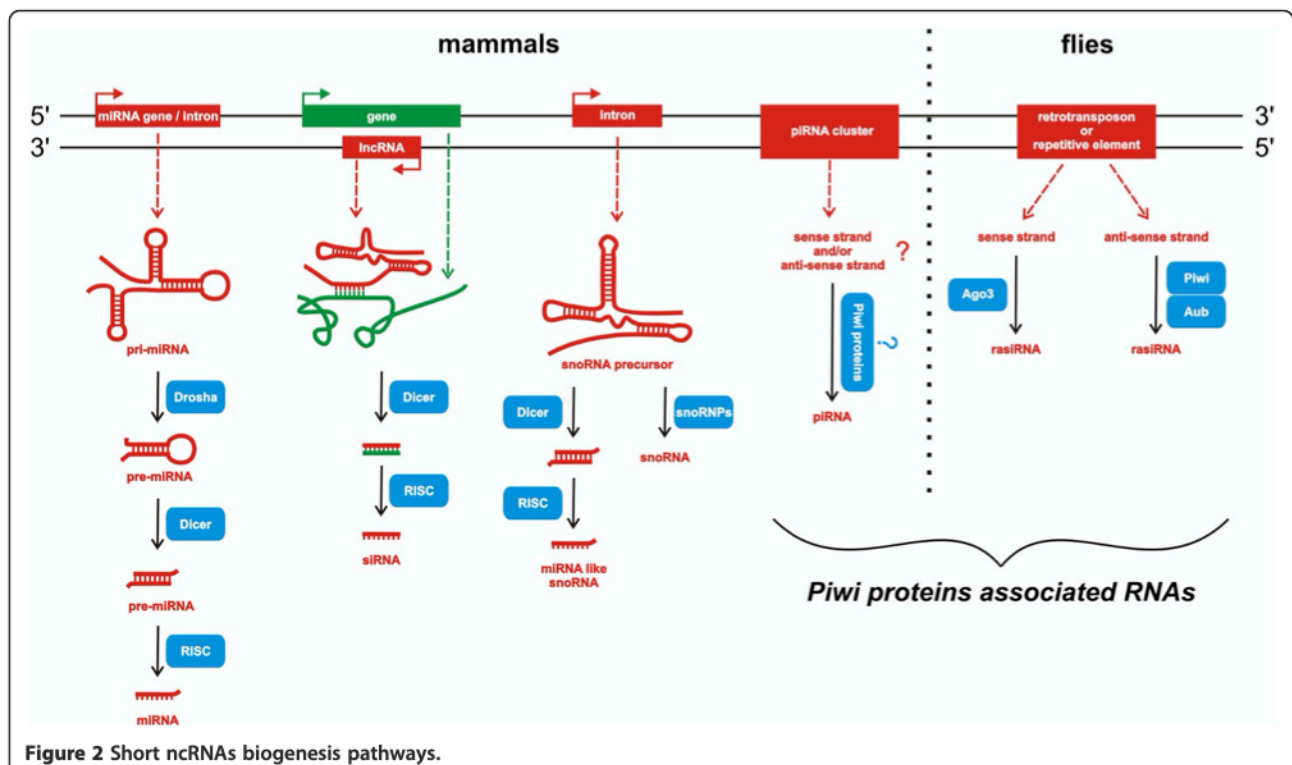 mammals
flies
5'
miRNA gene / intron
gene
intron
piRNA cluster
retrotransposon
or
repetitive element
3'
3'
lncRNA
5'
pri-miRNA
Drosha
pre-miRNA
Dicer
pre-miRNA
RISC
miRNA
Dicer
RISC
siRNA
snoRNA precursor
Dicer
snoRNPs
snoRNA
RISC
miRNA like
snoRNA
sense strand
and/or
anti-sense strand
?
Piwi proteins
?
piRNA
sense strand
Ago3
rasiRNA
anti-sense strand
Piwi
Aub
rasiRNA
Piwi proteins associated RNAs
Figure 2 Short ncRNAs biogenesis pathways.